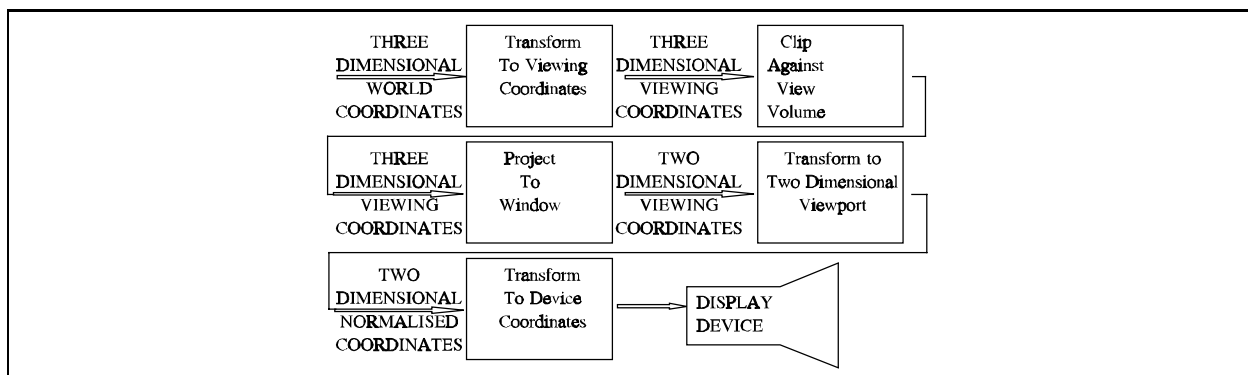 THREE
DIMENSIONAL
WORLD
COORDINATES
Transform
To Viewing
Coordinates
THREE
DIMENSIONAL
VIEWING
COORDINATES
Clip
Against
View
Volume
THREE
DIMENSIONAL
VIEWING
COORDINATES
Project
To
Window
TWO
DIMENSIONAL
VIEWING
COORDINATES
Transform to
Two Dimensional
Viewport
TWO
DIMENSIONAL
NORMALISED
COORDINATES
Transform
To Device
Coordinates
DISPLAY
DEVICE